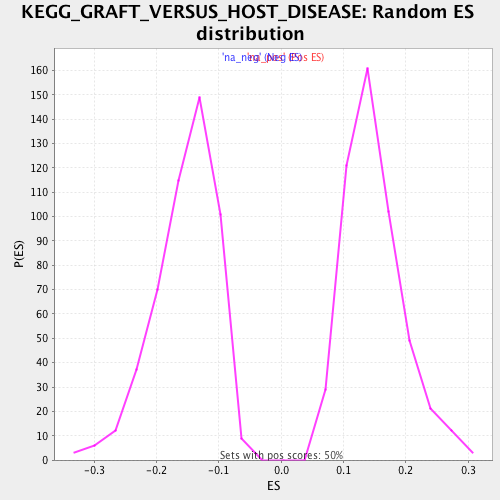 KEGG_GRAFT_VERSUS_HOST_DISEASE: Random ES
distribution
'na_neg' (Neg ES)
'na_pos' (Pos ES)
160
150
140
130
120
110
100
90
80
70
60
50
40
30
20
10
0
P(ES)
Sets with pos scores: 50%
-0.3 -0.2 -0.1 0.0 0.1 0.2 0.3
ES